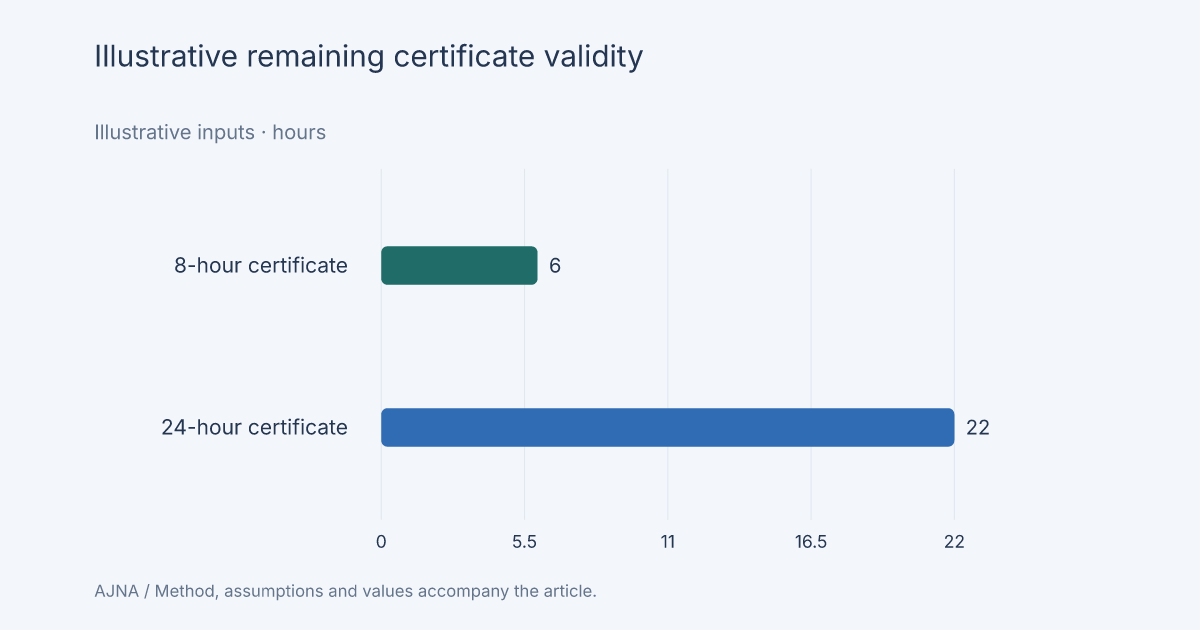 Illustrative remaining certificate validity
Illustrative inputs · hours
8-hour certificate 6
24-hour certificate 22
0 5.5 11 16.5 22
AJNA / Method, assumptions and values accompany the article.